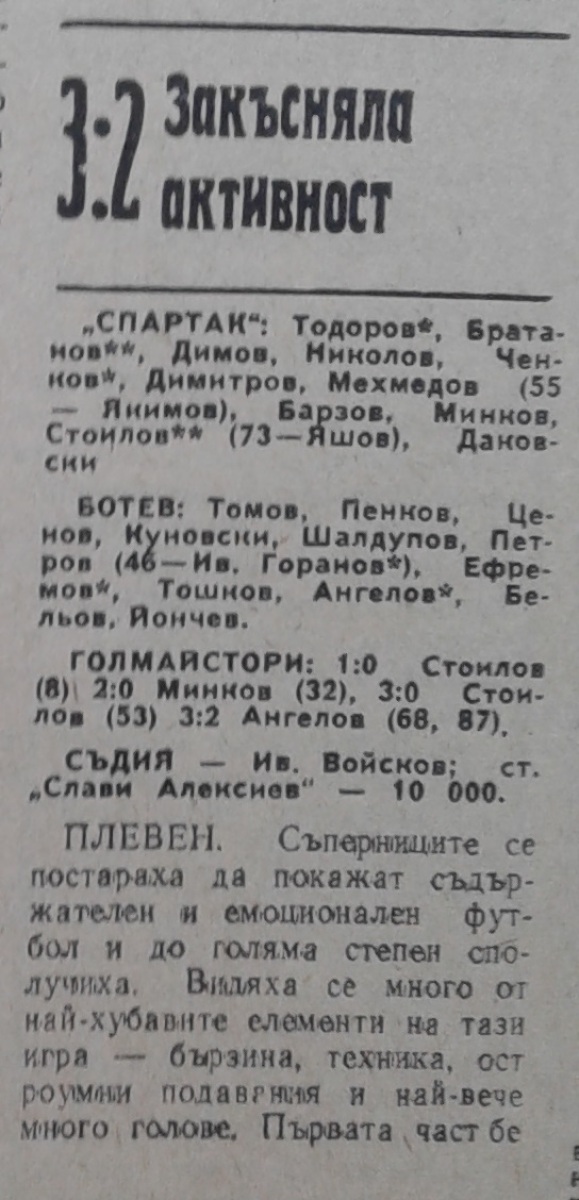 3:2 Закъсняла
активност
„СПАРТАК“: Тодоров*, Брата-
нов**, Димов, Николов, Чен-
ков*, Димитров, Мехмедов (55
— Якимов), Барзов, Минков,
Стоилов** (73—Яшов), Даков-
ски
БОТЕВ: Томов, Пенков, Це-
нов, Куновски, Шалдупов, Пет-
ров (46—Ив. Горанов*), Ефре-
мов*, Тошков, Ангелов*, Бе-
льов, Йончев.
ГОЛМАЙСТОРИ: 1:0 Стоилов
(8) 2:0 Минков (32), 3:0 Стои-
лов (53) 3:2 Ангелов (68, 87).
СЪДИЯ — Ив. Войсков; ст.
„Слави Алексиев“ — 10 000.
ПЛЕВЕН. Съперниците се
постараха да покажат съдър-
жателен и емоционален фут-
бол и до голяма степен спо-
лучиха. Видяха се много от
най-хубавите елементи на тази
игра — бързина, техника, ост
роумни подавания и най-вече
много голове. Първата част бе